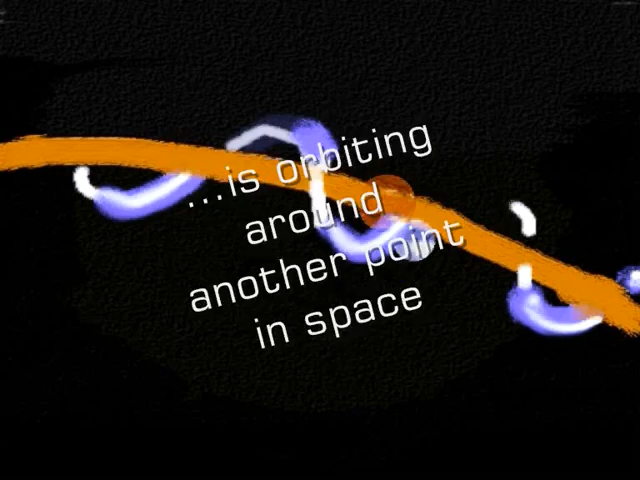 ...is orbiting
around
another point
in space